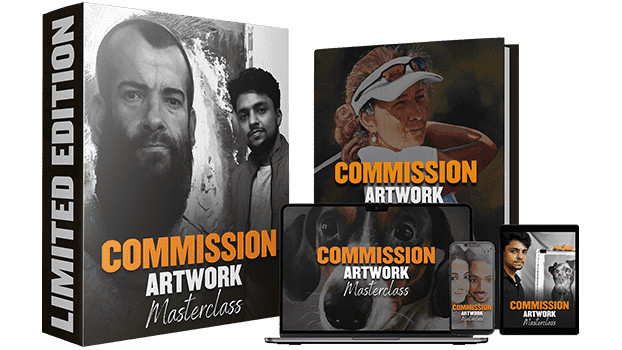 LIMITED EDITION
COMMISSION
ARTWORK
Masterclass
COMMISSION
ARTWORK
COMMISSION
ARTWORK
Masterclass
COMMISSION
ARTWORK
Masterclass
COMMISSION
ARTWORK
Masterclass